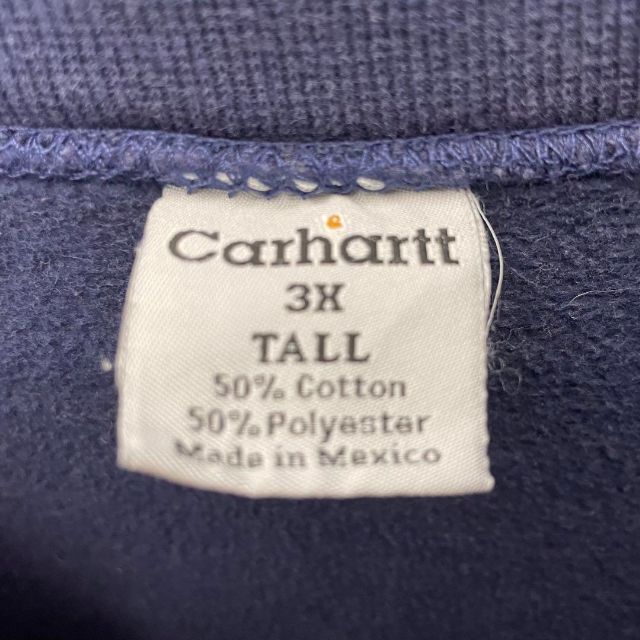 Carhartt
3X
TALL
50% Cotton
50% Polyester
Made in Mexico